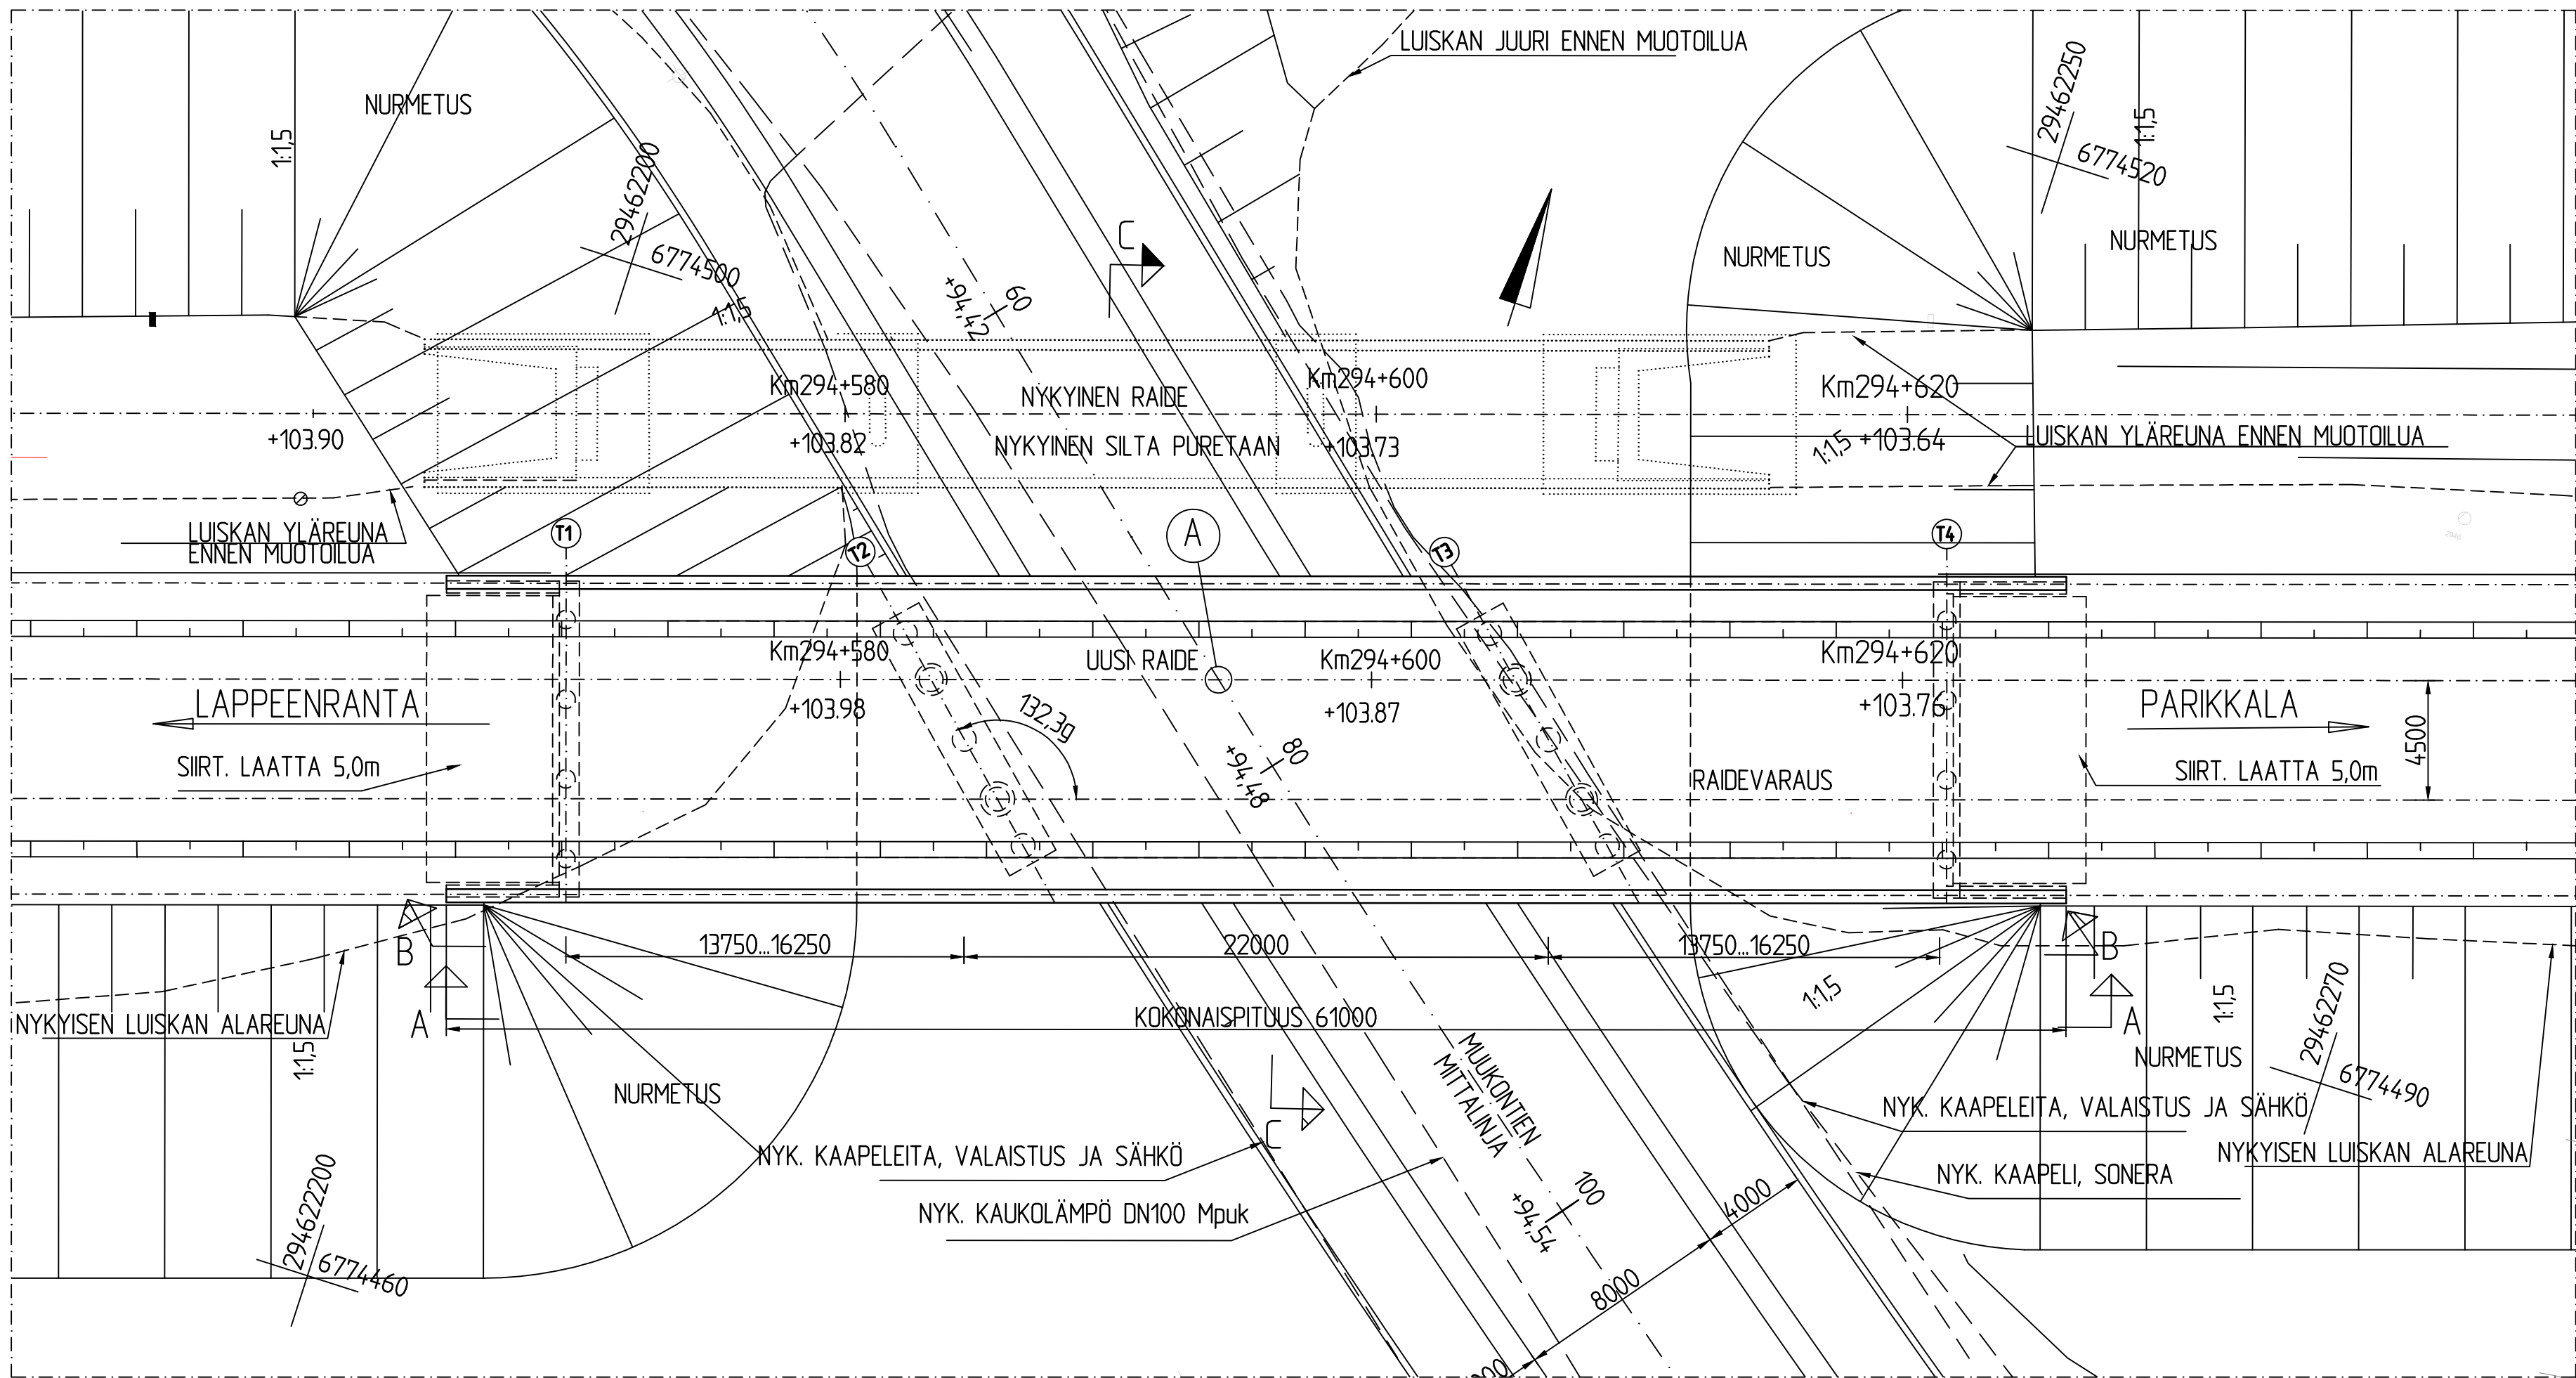 LUISKAN JUURI ENNEN MUOTOILUA
NURMETUS
1:1,5
29462200
6774500
1:1,5
29462250
6774520
1:1,5
NURMETUS
NURMETUS
C
+94,42
60
Km294+580
NYKYINEN RAIDE
Km294+600
Km294+620
+103.90
+103.82
NYKYINEN SILTA PURETAAN
+103.73
1:1,5
+103.64
LUISKAN YLÄREUNA ENNEN MUOTOILUA
LUISKAN YLÄREUNA
ENNEN MUOTOILUA
T1
T2
A
T3
T4
Km294+580
UUSI RAIDE
Km294+600
Km294+620
LAPPEENRANTA
+103.98
132,3g
+103.87
+103.76
PARIKKALA
4500
SIIRT. LAATTA 5,0m
+94,48
80
RAIDEVARAUS
SIIRT. LAATTA 5,0m
B
13750...16250
22000
13750...16250
B
A
KOKONAISPITUUS 61000
A
NYKYISEN LUISKAN ALAREUNA
1:1,5
1:1,5
1:1,5
29462270
6774490
NURMETUS
NURMETUS
MUUKONTIEN
MITTALINJA
C
NYK. KAAPELEITA, VALAISTUS JA SÄHKÖ
NYK. KAAPELEITA, VALAISTUS JA SÄHKÖ
NYKYISEN LUISKAN ALAREUNA
NYK. KAAPELI, SONERA
NYK. KAUKOLÄMPÖ DN100 Mpuk
29462200
6774460
+94,54
100
4000
8000